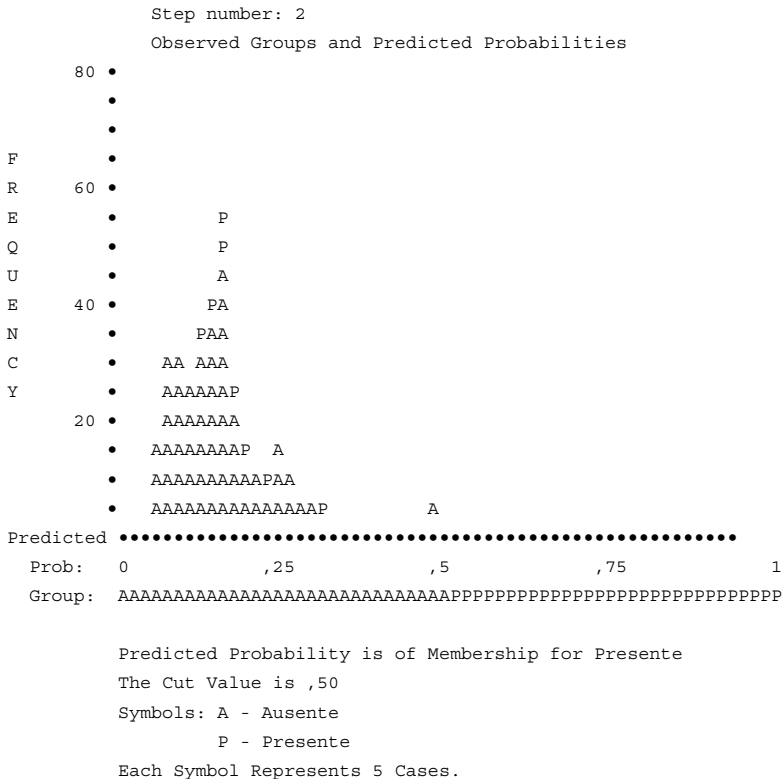 Step number: 2
Observed Groups and Predicted Probabilities
80 •
•
•
F •
R 60 •
E • P
Q • P
U • A
E 40 • PA
N • PAA
C • AA AAA
Y • AAAAAAP
20 • AAAAAAA
• AAAAAAAAP A
• AAAAAAAAAAPAA
• AAAAAAAAAAAAAAAP A
Predicted ••••••••••••••••••••••••••••••••••••••••••••••••••••••••
Prob: 0 ,25 ,5 ,75 1
Group: AAAAAAAAAAAAAAAAAAAAAAAAAAAAAAPPPPPPPPPPPPPPPPPPPPPPPPPPPPPP
Predicted Probability is of Membership for Presente
The Cut Value is ,50
Symbols: A - Ausente
P - Presente
Each Symbol Represents 5 Cases.